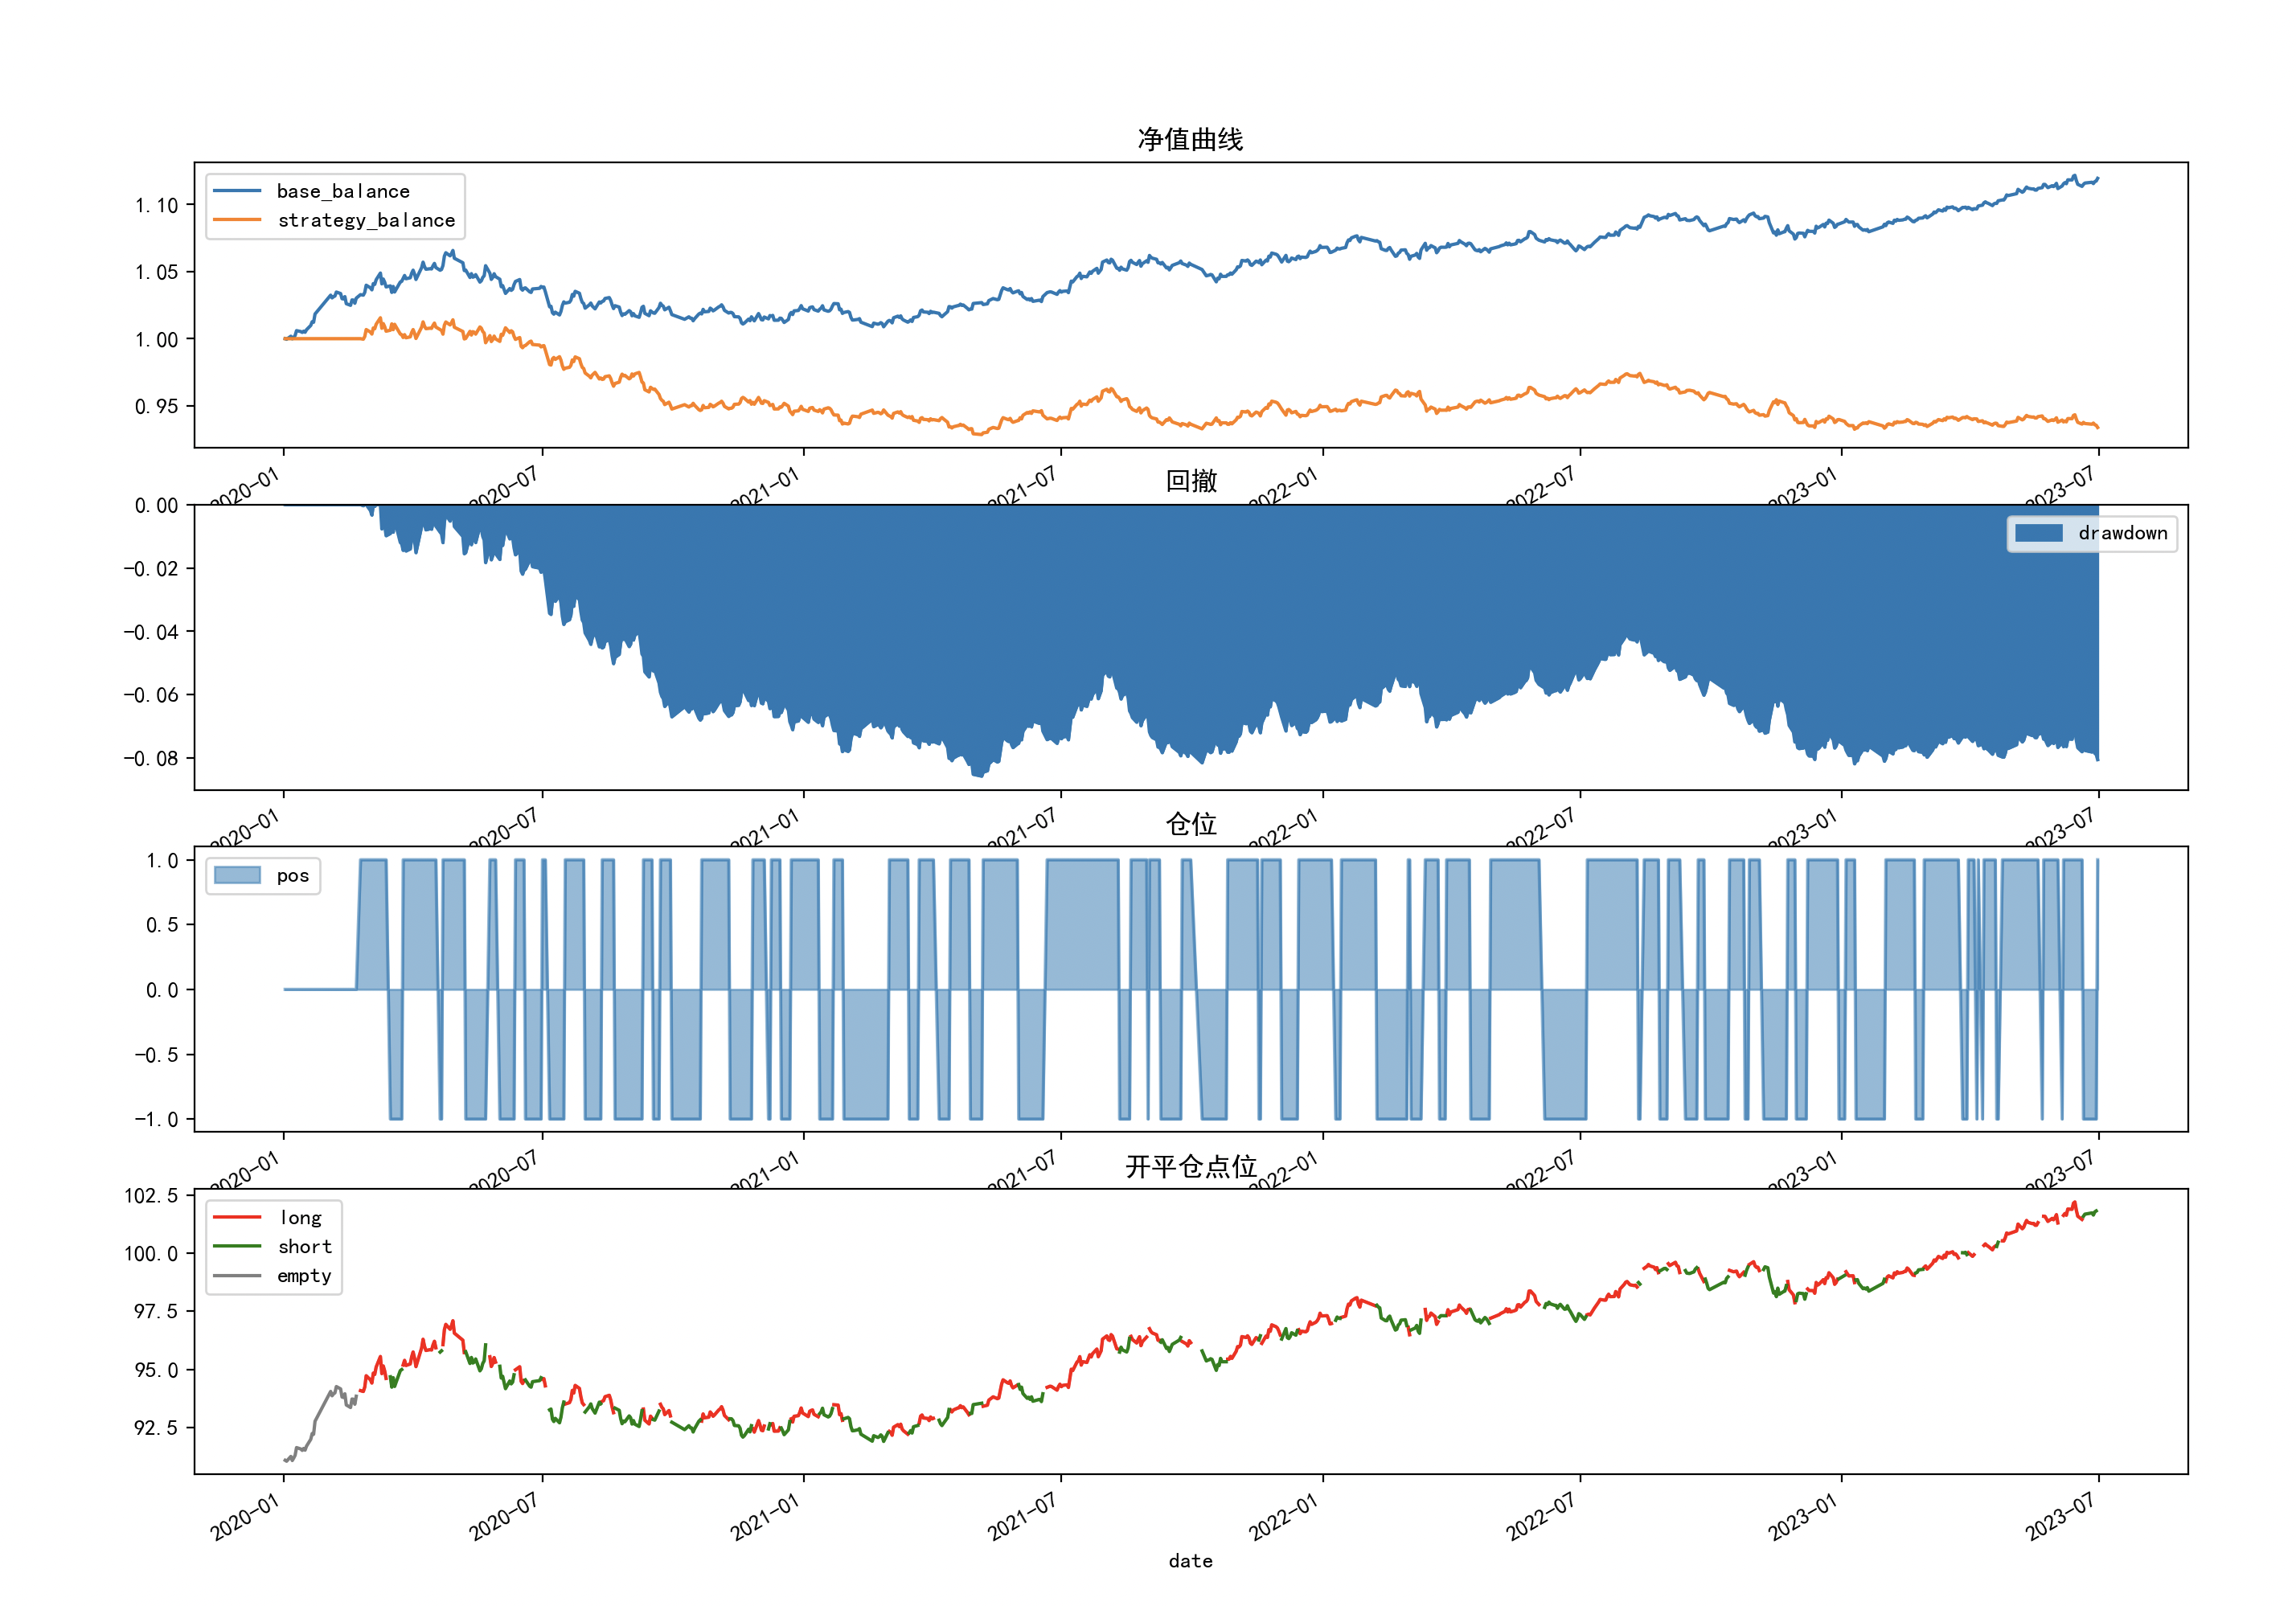 净值曲线
base_balance
strategy_balance
1.10
1.05
1.00
0.95
2020-01 2020-07 2021-01 2021-07 2022-01 2022-07 2023-01 2023-07
回撤
drawdown
0.00
-0.02
-0.04
-0.06
-0.08
2020-01 2020-07 2021-01 2021-07 2022-01 2022-07 2023-01 2023-07
仓位
pos
1.0
0.5
0.0
-0.5
-1.0
2020-01 2020-07 2021-01 2021-07 2022-01 2022-07 2023-01 2023-07
开平仓点位
long
short
empty
102.5
100.0
97.5
95.0
92.5
2020-01 2020-07 2021-01 2021-07 2022-01 2022-07 2023-01 2023-07
date